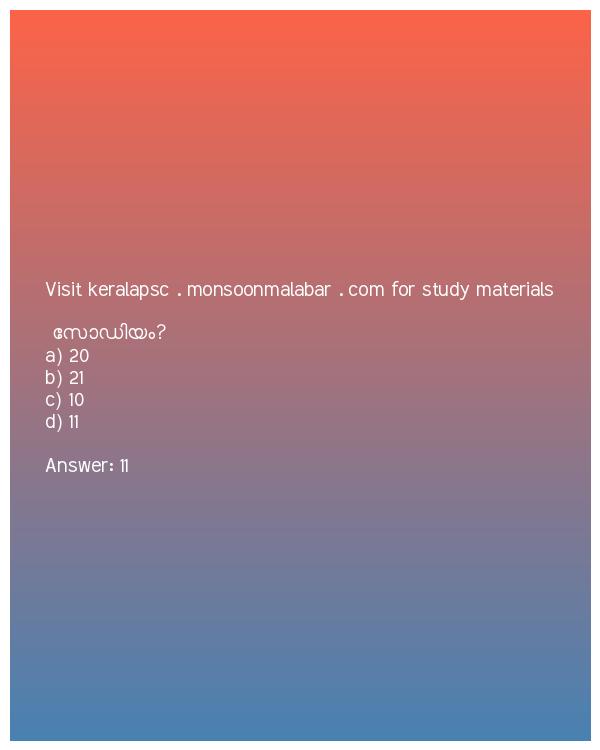 Visit keralapsc . monsoonmalabar . com for study materials
സോഡിയം?
a) 20
b) 21
c) 10
d) 11
Answer: 11